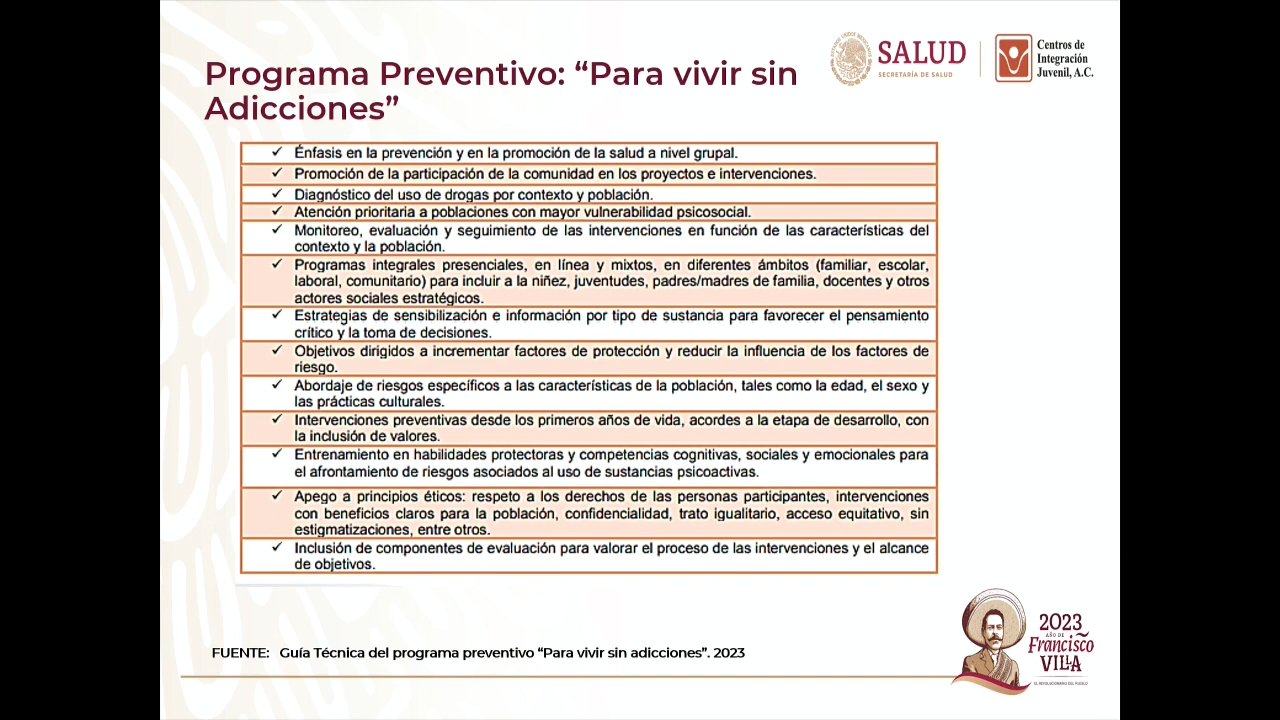 Programa Preventivo: “Para vivir sin
Adicciones”
SALUD
SECRETARÍA DE SALUD
Centros de
Integración
Juvenil, A.C.
✓ Énfasis en la prevención y en la promoción de la salud a nivel grupal.
✓ Promoción de la participación de la comunidad en los proyectos e intervenciones.
✓ Diagnóstico del uso de drogas por contexto y población.
✓ Atención prioritaria a poblaciones con mayor vulnerabilidad psicosocial.
✓ Monitoreo, evaluación y seguimiento de las intervenciones en función de las características del
contexto y la población.
✓ Programas integrales presenciales, en línea y mixtos, en diferentes ámbitos (familiar, escolar,
laboral, comunitario) para incluir a la niñez, juventudes, padres/madres de familia, docentes y otros
actores sociales estratégicos.
✓ Estrategias de sensibilización e información por tipo de sustancia para favorecer el pensamiento
crítico y la toma de decisiones.
✓ Objetivos dirigidos a incrementar factores de protección y reducir la influencia de los factores de
riesgo.
✓ Abordaje de riesgos específicos a las características de la población, tales como la edad, el sexo y
las prácticas culturales.
✓ Intervenciones preventivas desde los primeros años de vida, acordes a la etapa de desarrollo, con
la inclusión de valores.
✓ Entrenamiento en habilidades protectoras y competencias cognitivas, sociales y emocionales para
el afrontamiento de riesgos asociados al uso de sustancias psicoactivas.
✓ Apego a principios éticos: respeto a los derechos de las personas participantes, intervenciones
con beneficios claros para la población, confidencialidad, trato igualitario, acceso equitativo, sin
estigmatizaciones, entre otros.
✓ Inclusión de componentes de evaluación para valorar el proceso de las intervenciones y el alcance
de objetivos.
FUENTE: Guía Técnica del programa preventivo “Para vivir sin adicciones”. 2023
2023
AÑO DE
Francisco
VILLA
EL REVOLUCIONARIO DEL PUEBLO